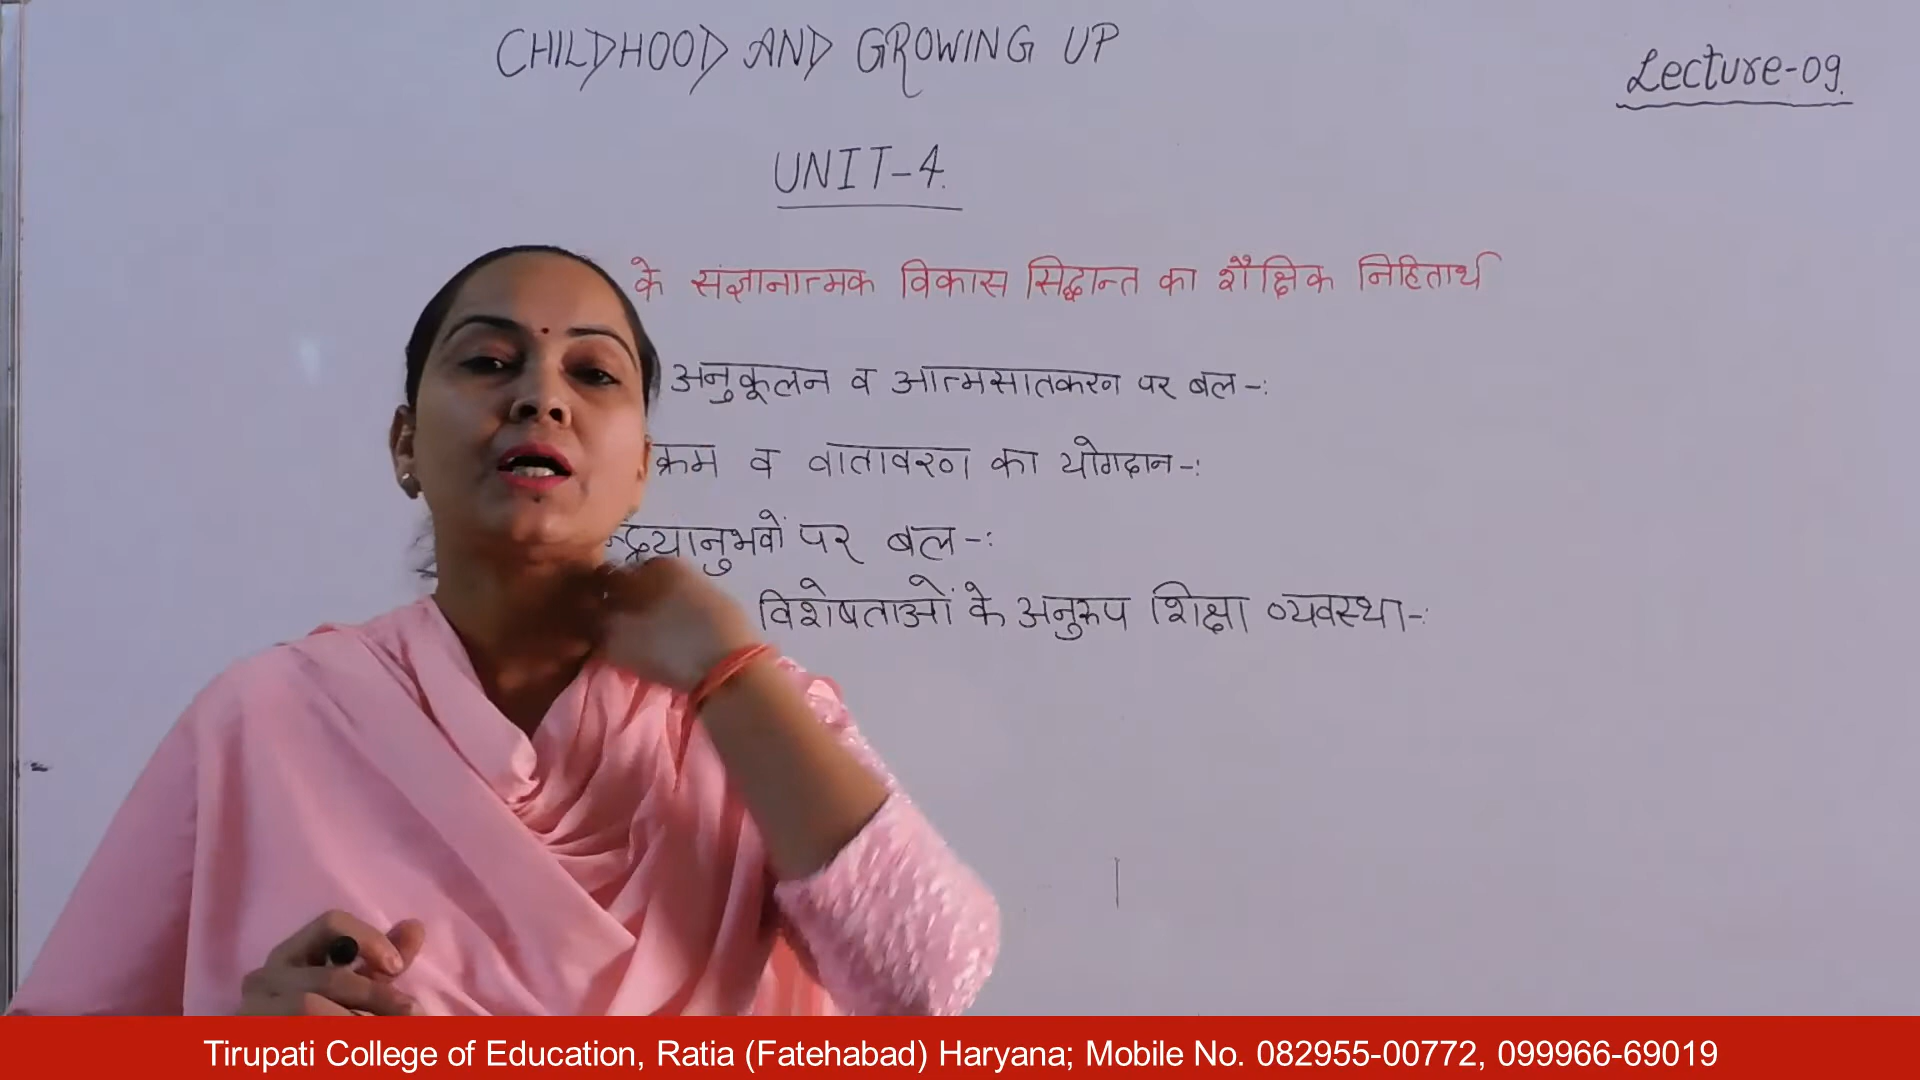 CHILDHOOD AND GROWING UP
Lecture-09.
UNIT-4.
के संज्ञानात्मक विकास सिद्धान्त का शैक्षिक निहितार्थ
अनुकूलन व आत्मसातकरण पर बल -:
क्रम व वातावरण का योगदान -:
पर बल -:
विशेषताओं के अनुरूप शिक्षा व्यवस्था -:
Tirupati College of Education, Ratia (Fatehabad) Haryana; Mobile No. 082955-00772, 099966-69019